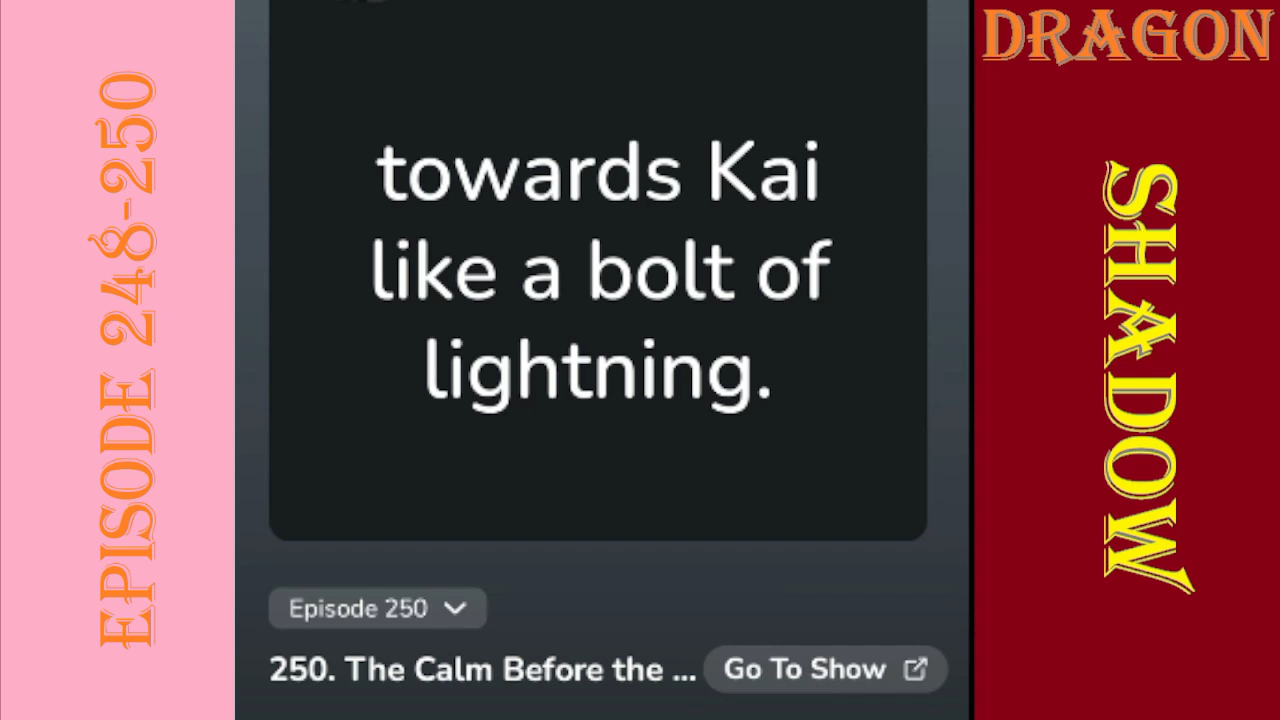 EPISODE 248-250
towards Kai
like a bolt of
lightning.
Episode 250
250. The Calm Before the ...
Go To Show
DRAGON
SHADOW